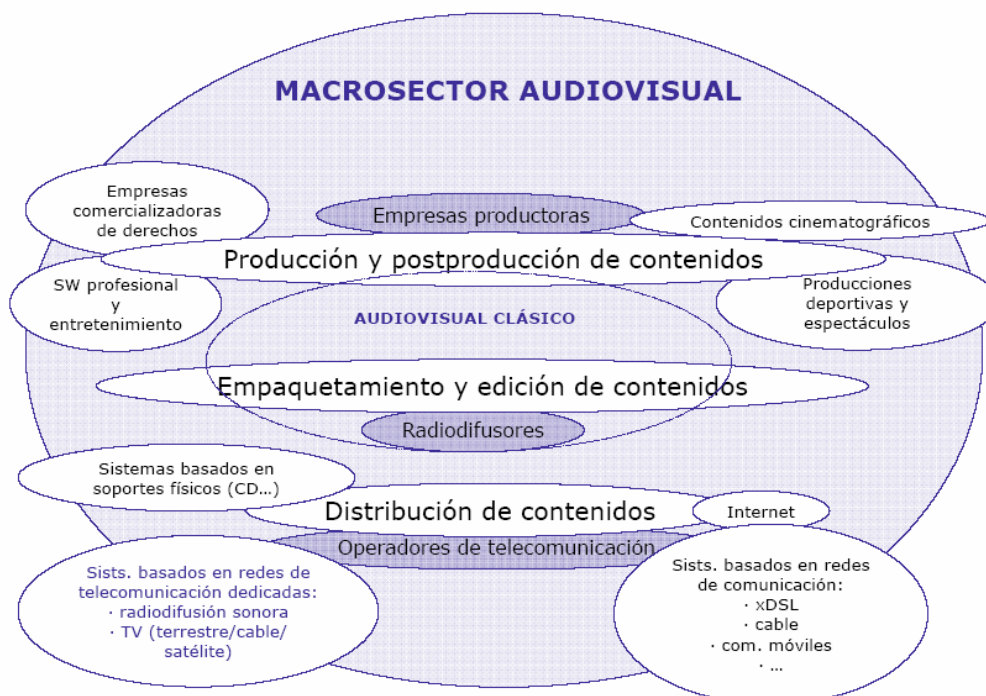 MACROSECTOR AUDIOVISUAL
Empresas
comercializadoras
de derechos
Empresas productoras
Contenidos cinematográficos
Producción y postproducción de contenidos
SW profesional
y
entretenimiento
Producciones
deportivas y
espectáculos
AUDIOVISUAL CLÁSICO
Empaquetamiento y edición de contenidos
Radiodifusores
Sistemas basados en
soportes físicos (CD…)
Distribución de contenidos
Internet
Operadores de telecomunicación
Sists. basados en redes de
telecomunicación dedicadas:
· radiodifusión sonora
· TV (terrestre/cable/
satélite)
Sists. basados en redes
de comunicación:
· xDSL
· cable
· com. móviles
· …